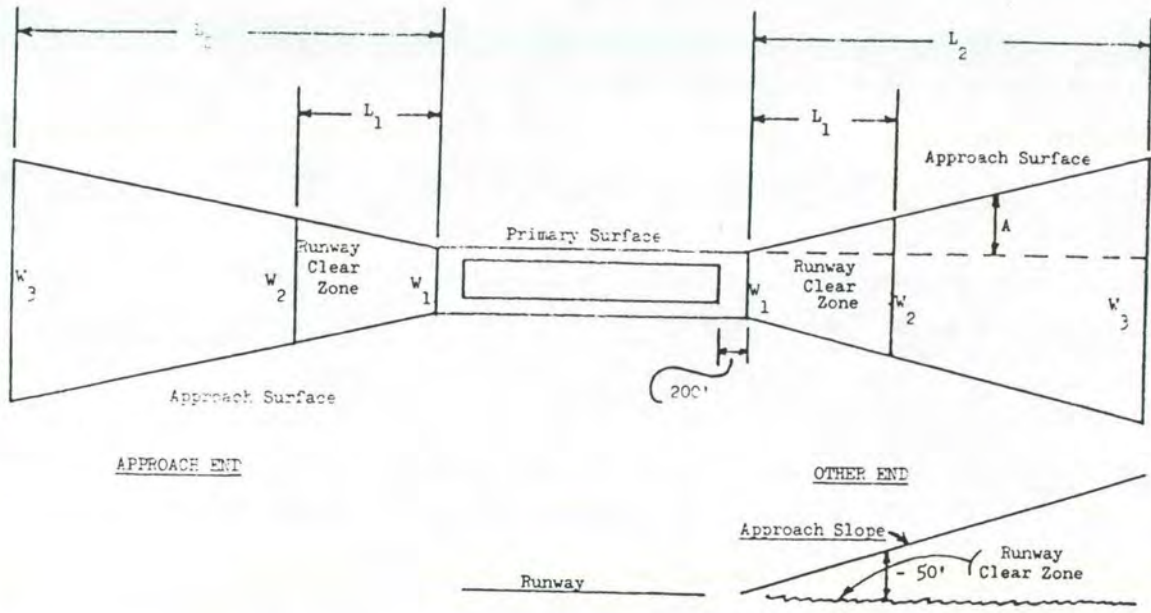 L2
L1
L1
Approach Surface
Primary Surface
A
Runway
Clear
Zone
Runway
Clear
Zone
W3
W2
W1
W1
W2
W3
200'
Approach Surface
APPROACH END
OTHER END
Approach Slope
Runway
Clear Zone
- 50'
Runway